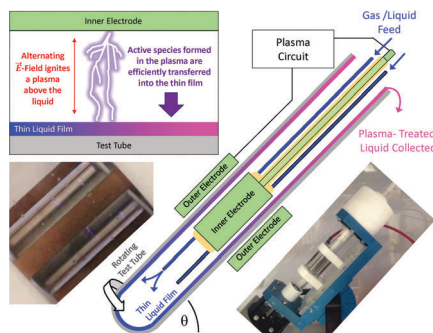 Inner Electrode
Alternating
E-Field ignites
a plasma
above the
liquid
Active species formed
in the plasma are
efficiently transferred
into the thin film
Thin Liquid Film
Test Tube
Plasma
Circuit
Gas /Liquid
Feed
Plasma- Treated
Liquid Collected
Outer Electrode
Inner Electrode
Outer Electrode
Rotating
Test Tube
Thin
Liquid Film
θ